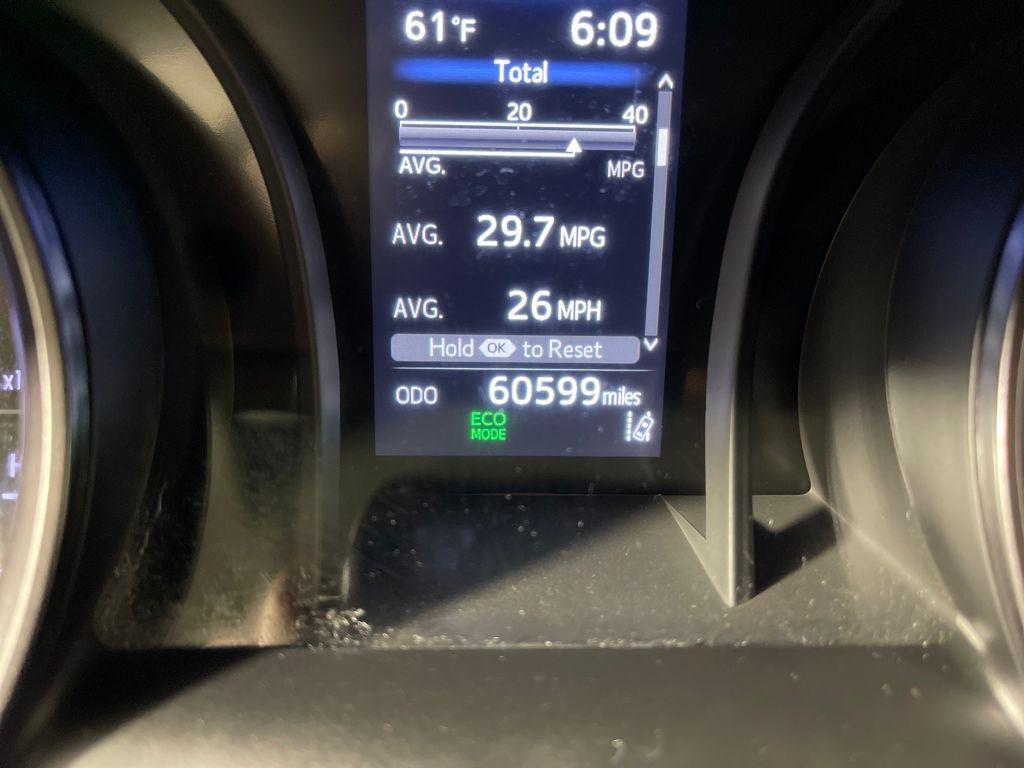 61°F 6:09
Total
0 20 40
AVG. MPG
AVG. 29.7 MPG
AVG. 26 MPH
Hold OK to Reset
ODO 60599 miles
ECO
MODE
x1
H